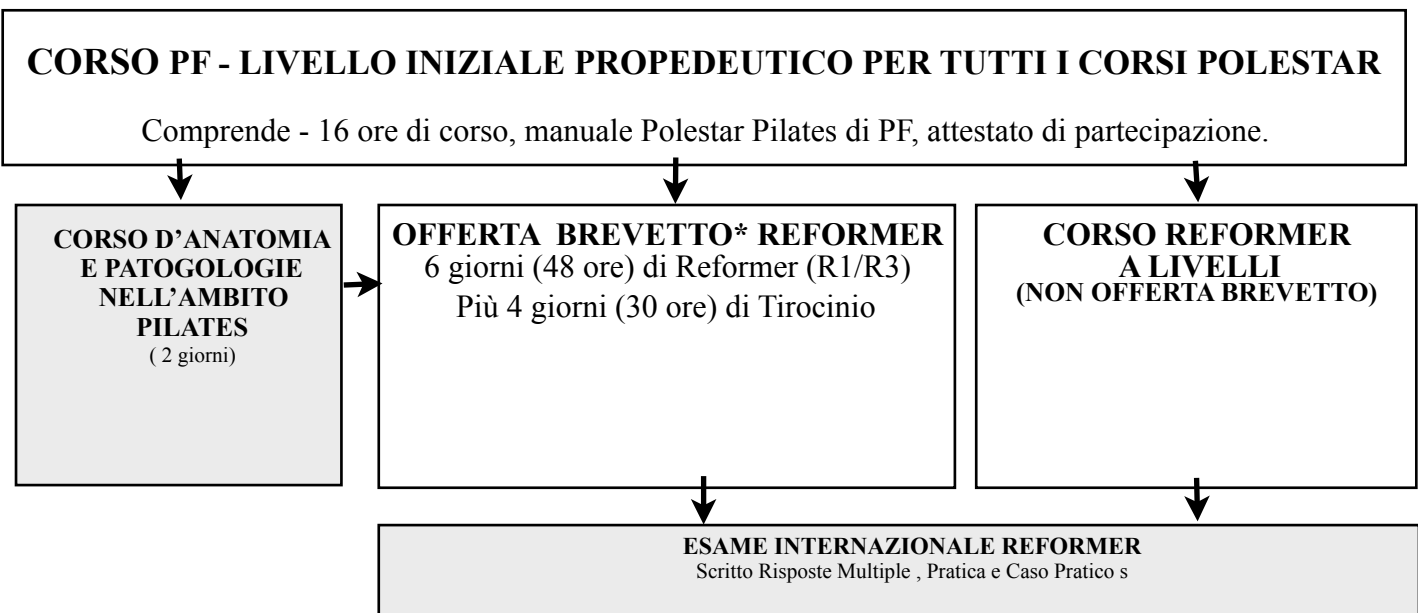 CORSO PF - LIVELLO INIZIALE PROPEDEUTICO PER TUTTI I CORSI POLESTAR
Comprende - 16 ore di corso, manuale Polestar Pilates di PF, attestato di partecipazione.
CORSO D'ANATOMIA
E PATOGOLOGIE
NELL'AMBITO
PILATES
( 2 giorni)
OFFERTA BREVETTO* REFORMER
6 giorni (48 ore) di Reformer (R1/R3)
Più 4 giorni (30 ore) di Tirocinio
CORSO REFORMER
A LIVELLI
(NON OFFERTA BREVETTO)
ESAME INTERNAZIONALE REFORMER
Scritto Risposte Multiple , Pratica e Caso Pratico s